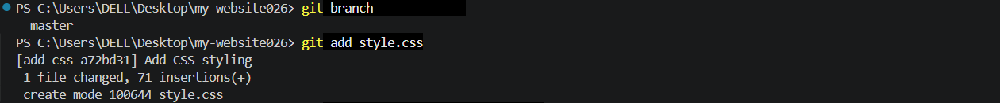 PS C:\Users\DELL\Desktop\my-website026> git branch
master
PS C:\Users\DELL\Desktop\my-website026> git add style.css
[add-css a72bd31] Add CSS styling
1 file changed, 71 insertions(+)
create mode 100644 style.css